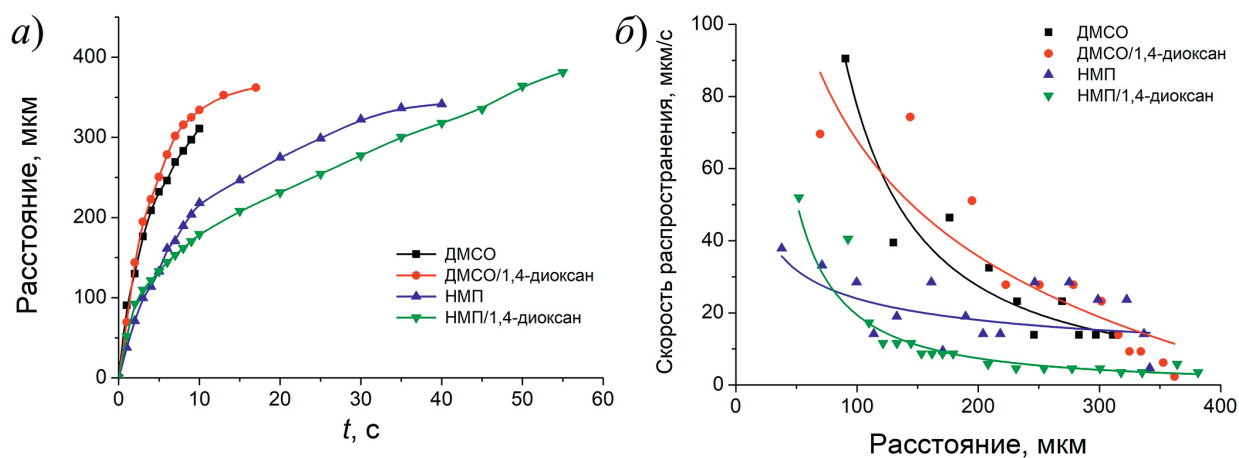 а)
Расстояние, мкм
400
300
200
100
0
0 10 20 30 40 50 60
t, с
ДМСО
ДМСО/1,4-диоксан
НМП
НМП/1,4-диоксан
б)
Скорость распространения, мкм/с
100
80
60
40
20
0
0 100 200 300 400
Расстояние, мкм
ДМСО
ДМСО/1,4-диоксан
НМП
НМП/1,4-диоксан